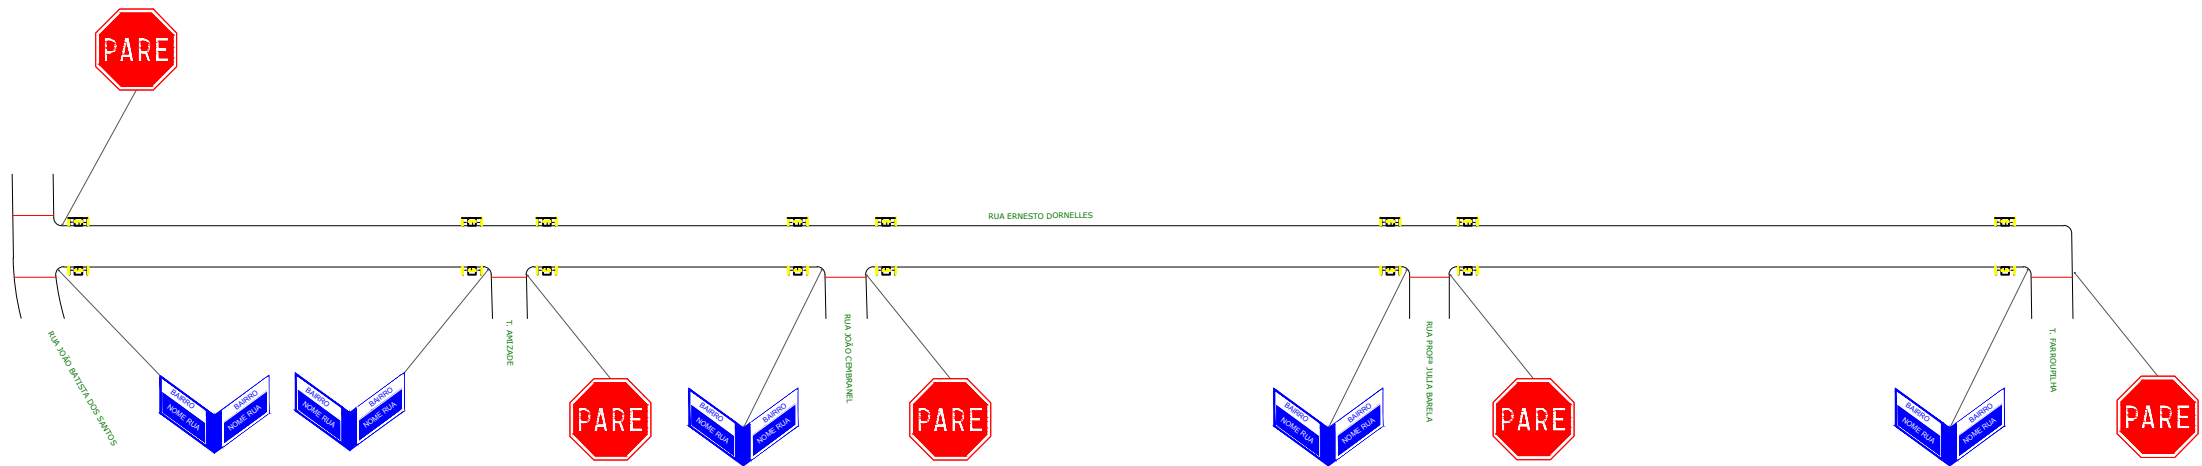 PARE
RUA ERNESTO DORNELLES
RUA JOÃO BATISTA DOS SANTOS
T. AMIZADE
RUA JOÃO CEMBRANEL
RUA PROFª JULIA BARELA
T. FARROUPILHA
BAIRRO
NOME RUA
BAIRRO
NOME RUA
BAIRRO
NOME RUA
BAIRRO
NOME RUA
PARE
BAIRRO
NOME RUA
BAIRRO
NOME RUA
PARE
BAIRRO
NOME RUA
BAIRRO
NOME RUA
PARE
BAIRRO
NOME RUA
BAIRRO
NOME RUA
PARE